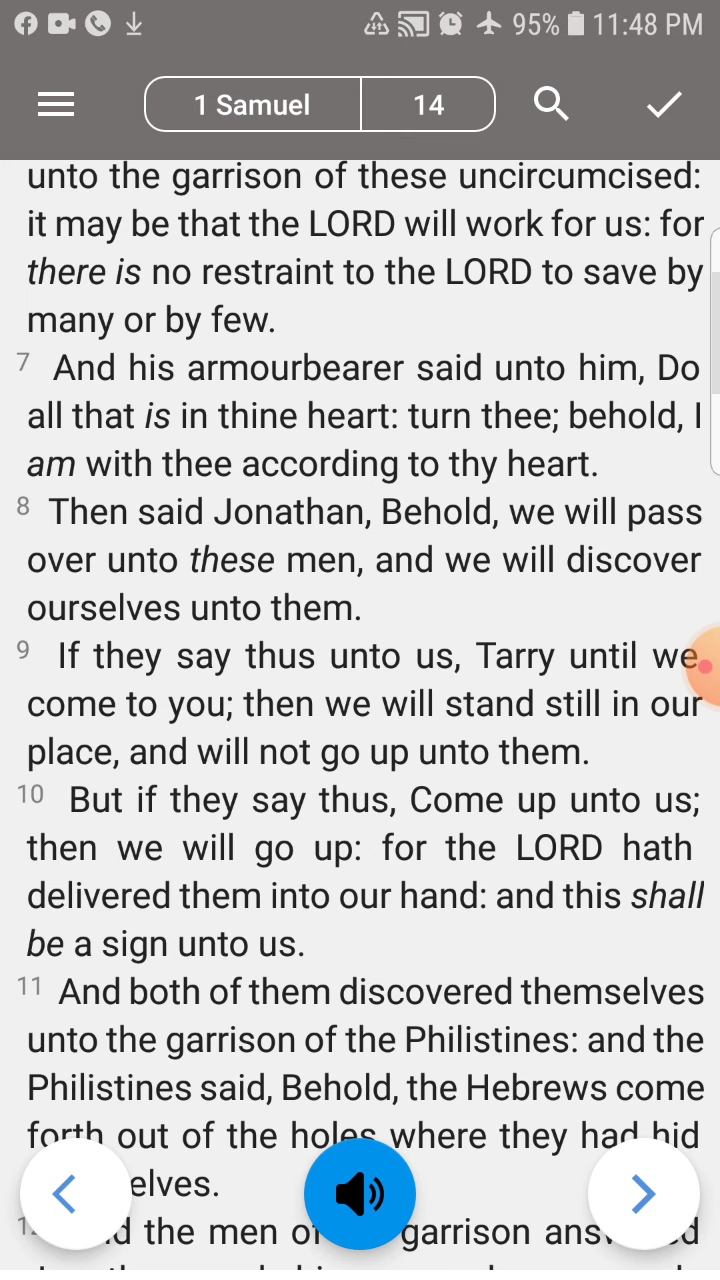 95% 11:48 PM
1 Samuel 14
unto the garrison of these uncircumcised:
it may be that the LORD will work for us: for
there is no restraint to the LORD to save by
many or by few.
7 And his armourbearer said unto him, Do
all that is in thine heart: turn thee; behold, I
am with thee according to thy heart.
8 Then said Jonathan, Behold, we will pass
over unto these men, and we will discover
ourselves unto them.
9 If they say thus unto us, Tarry until we
come to you; then we will stand still in our
place, and will not go up unto them.
10 But if they say thus, Come up unto us;
then we will go up: for the LORD hath
delivered them into our hand: and this shall
be a sign unto us.
11 And both of them discovered themselves
unto the garrison of the Philistines: and the
Philistines said, Behold, the Hebrews come
forth out of the holes where they had hid
elves.
the men garrison